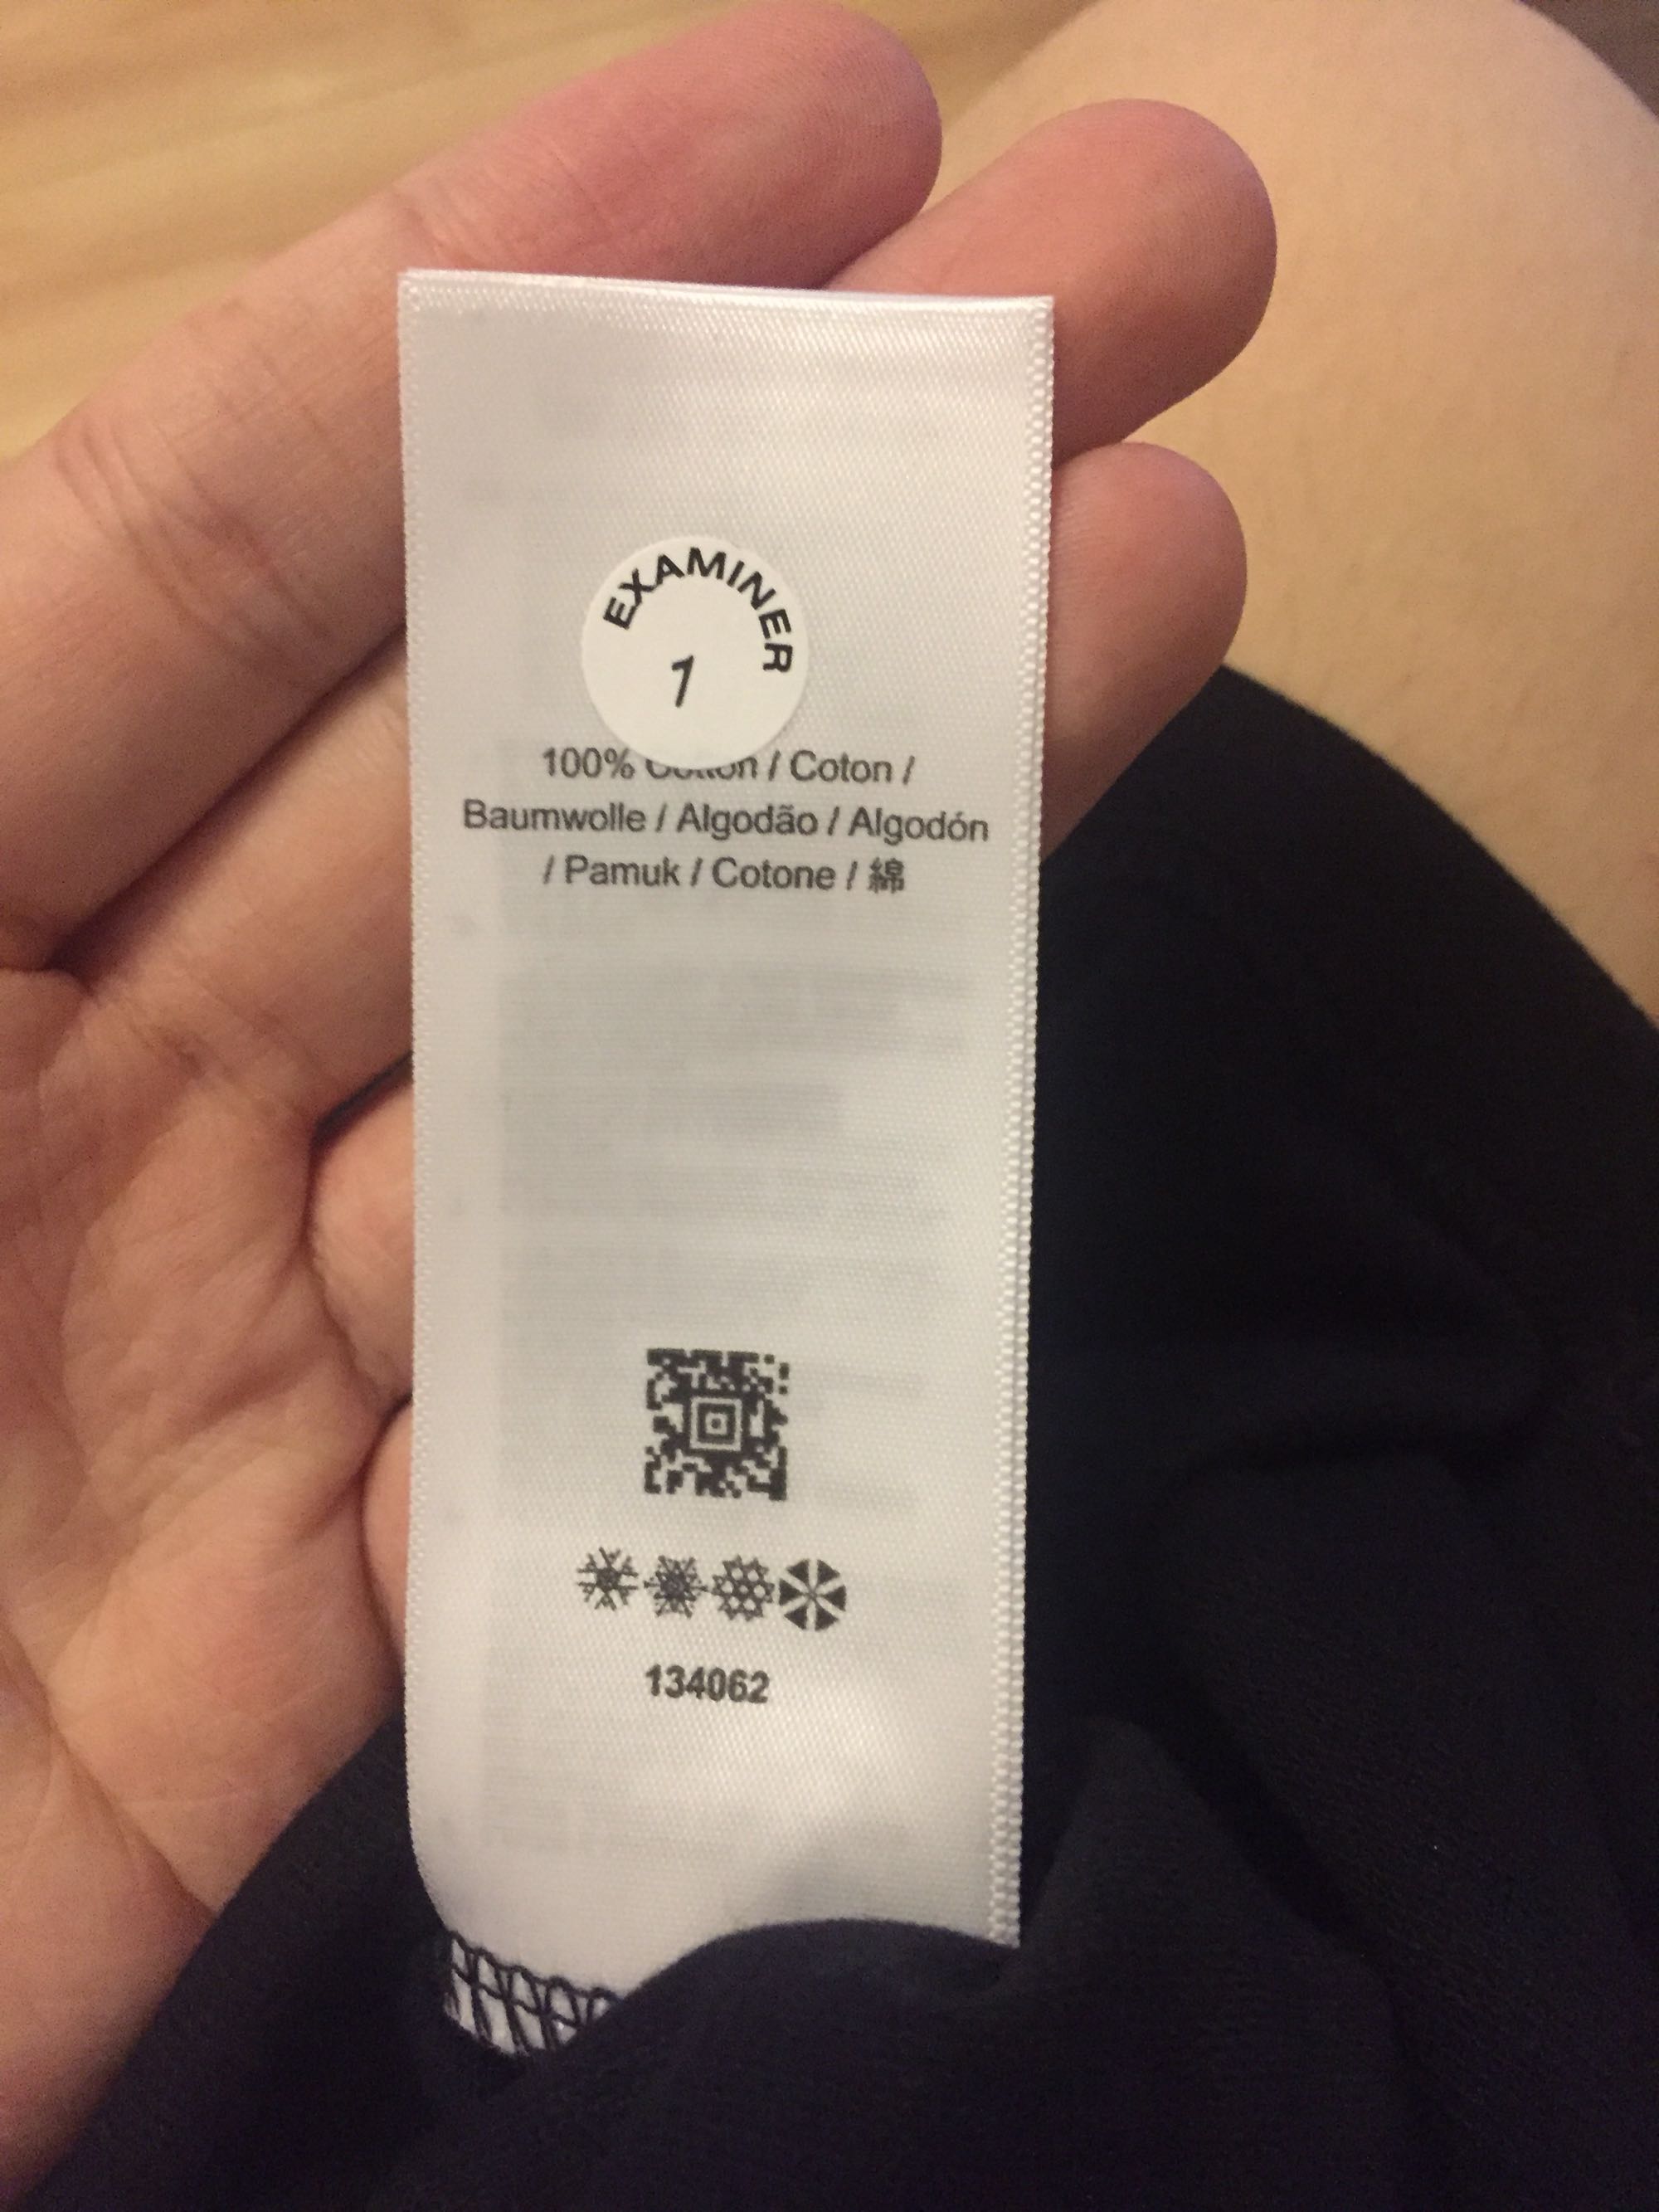 EXAMINER
1
100% Cotton / Coton /
Baumwolle / Algodão / Algodón
/ Pamuk / Cotone / 綿
134062